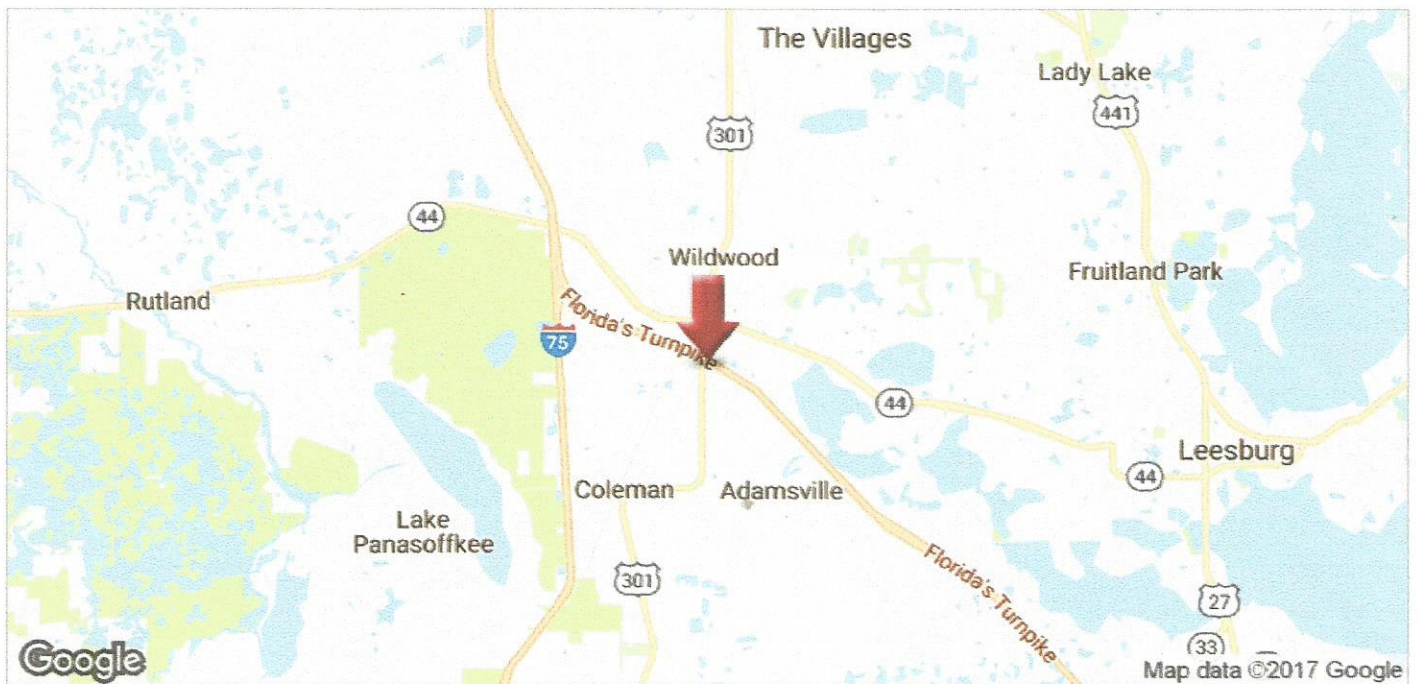 The Villages
Lady Lake
441
301
44
Wildwood
Fruitland Park
Rutland
Florida's Turnpike
75
44
Leesburg
44
Coleman
Adamsville
Lake
Panasoffkee
301
Florida's Turnpike
27
33
Google
Map data ©2017 Google